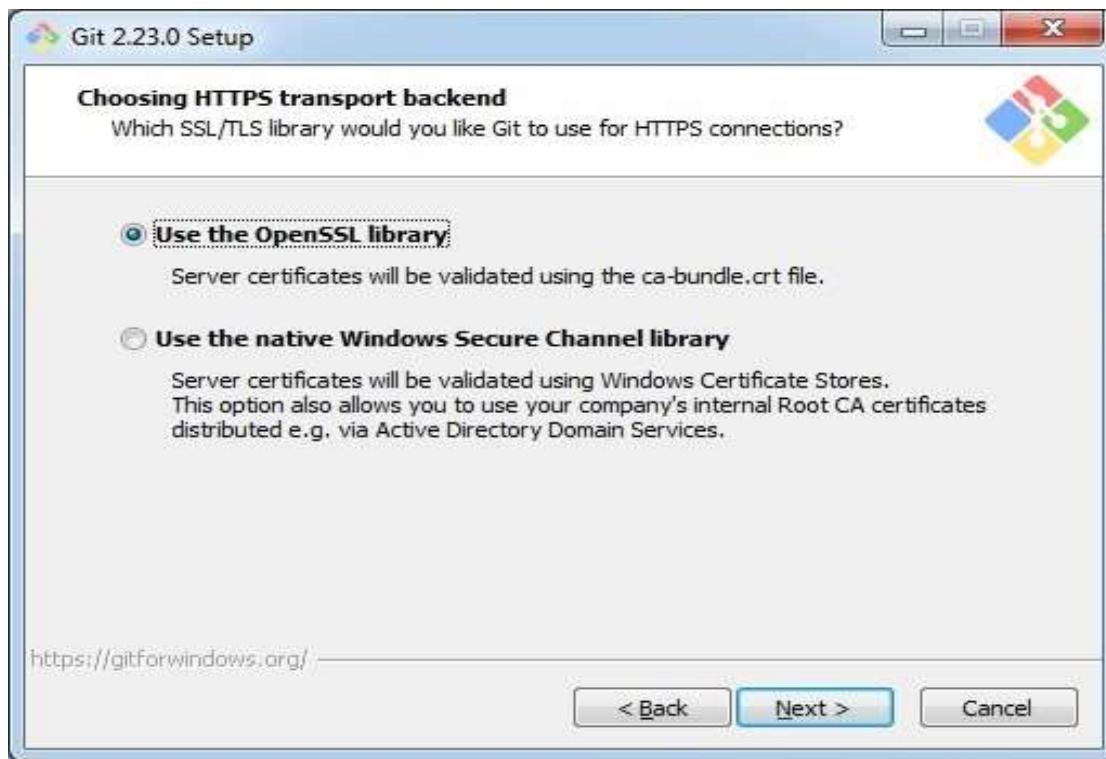 Git 2.23.0 Setup
Choosing HTTPS transport backend
Which SSL/TLS library would you like Git to use for HTTPS connections?
Use the OpenSSL library
Server certificates will be validated using the ca-bundle.crt file.
Use the native Windows Secure Channel library
Server certificates will be validated using Windows Certificate Stores.
This option also allows you to use your company's internal Root CA certificates
distributed e.g. via Active Directory Domain Services.
https://gitforwindows.org/
< Back Next > Cancel